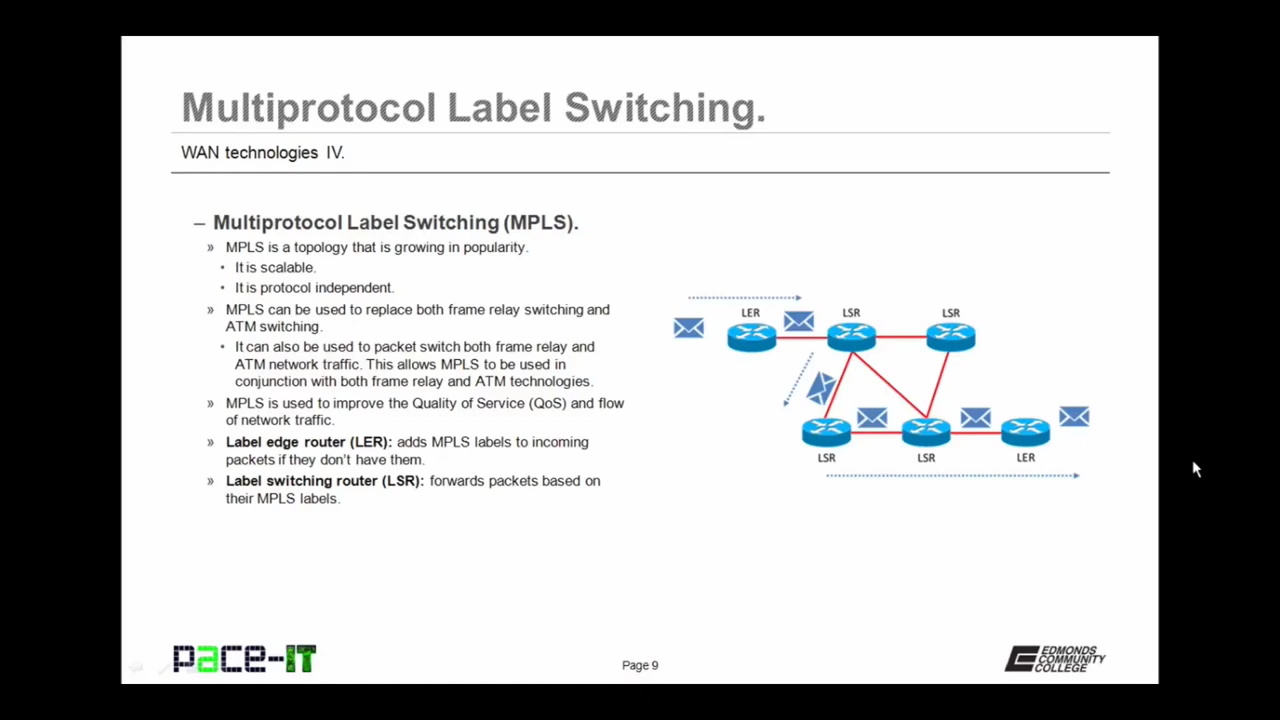 Multiprotocol Label Switching.
WAN technologies IV.
– Multiprotocol Label Switching (MPLS).
» MPLS is a topology that is growing in popularity.
• It is scalable.
• It is protocol independent.
» MPLS can be used to replace both frame relay switching and
ATM switching.
• It can also be used to packet switch both frame relay and
ATM network traffic. This allows MPLS to be used in
conjunction with both frame relay and ATM technologies.
» MPLS is used to improve the Quality of Service (QoS) and flow
of network traffic.
» Label edge router (LER): adds MPLS labels to incoming
packets if they don't have them.
» Label switching router (LSR): forwards packets based on
their MPLS labels.
LER LSR LSR
LSR LSR LER
pace-IT
Page 9
EDMONDS
COMMUNITY
COLLEGE